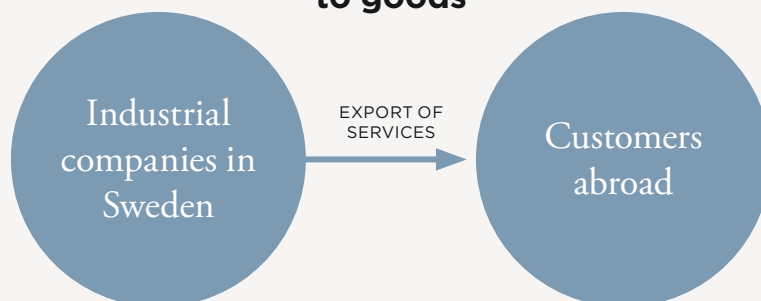 to goods
Industrial
companies in
Sweden
EXPORT OF
SERVICES
Customers
abroad